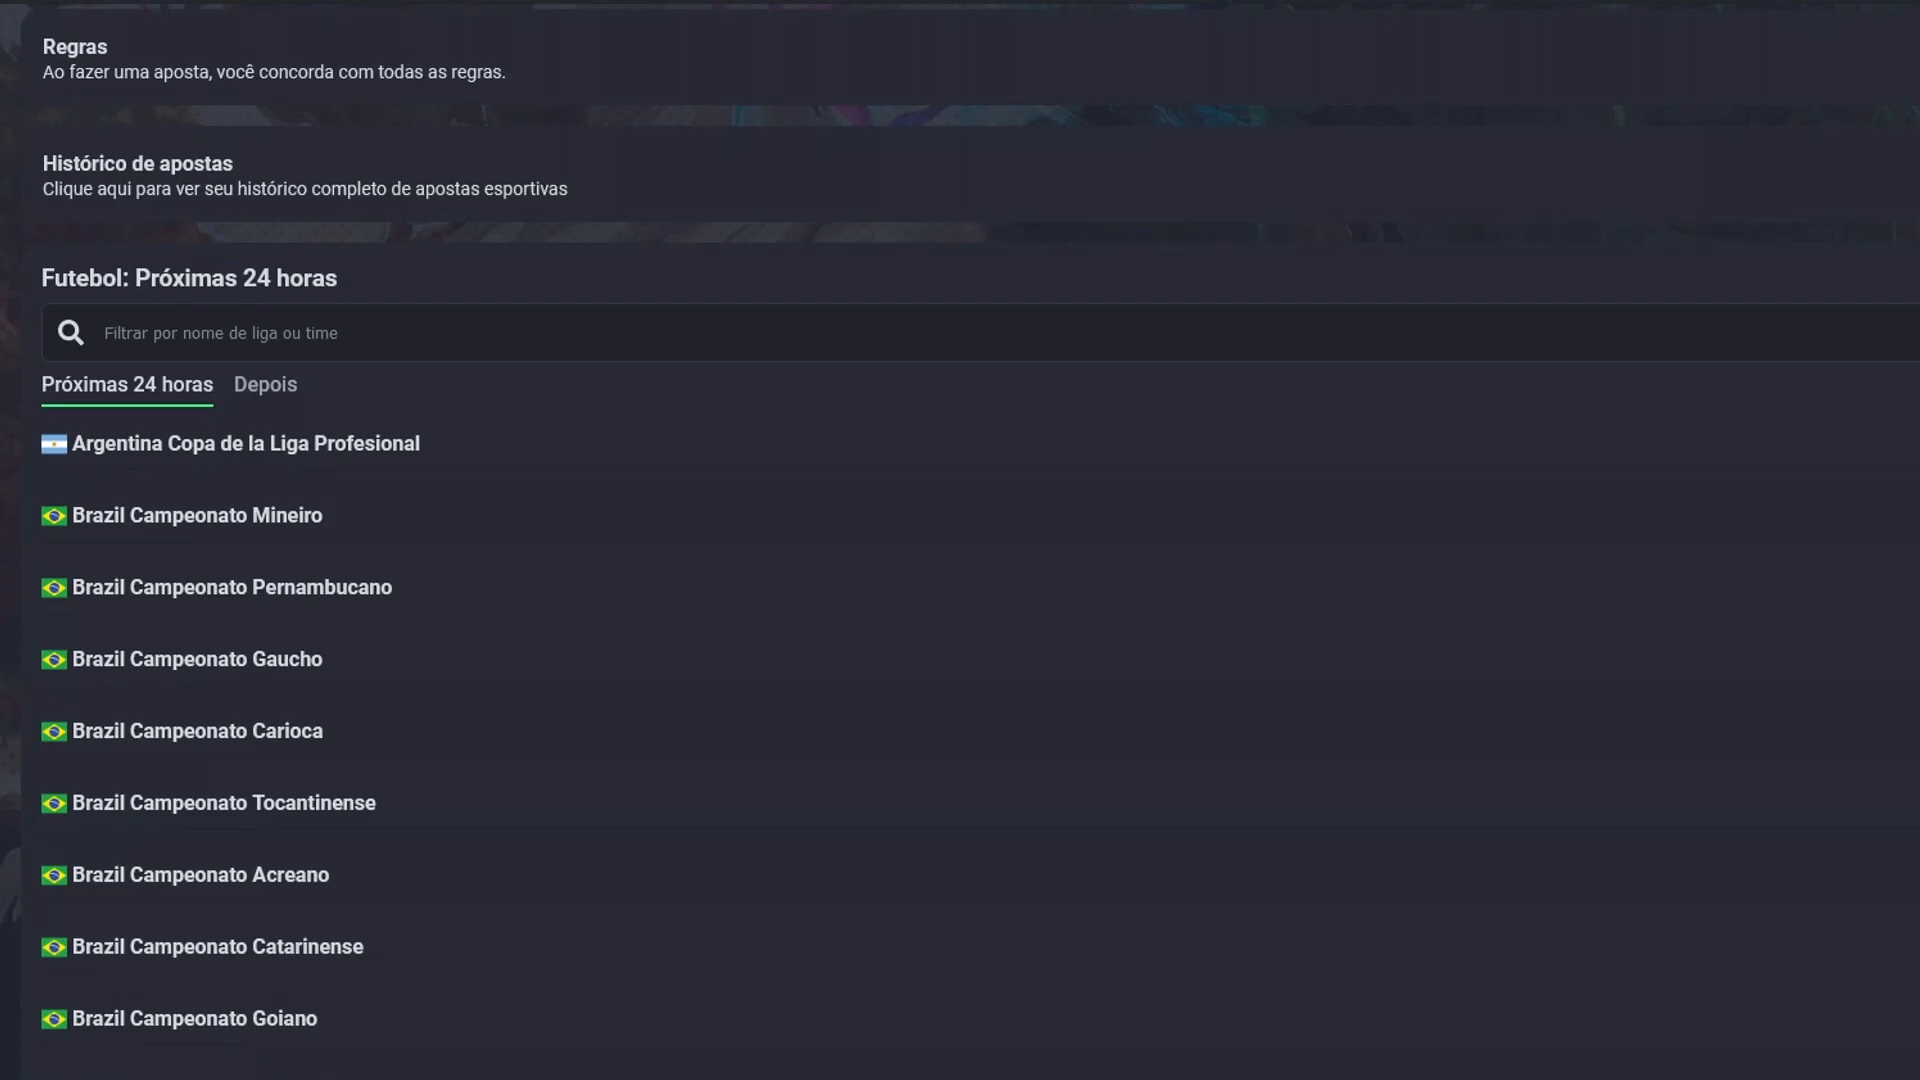 Regras
Ao fazer uma aposta, você concorda com todas as regras.
Histórico de apostas
Clique aqui para ver seu histórico completo de apostas esportivas
Futebol: Próximas 24 horas
Filtrar por nome de liga ou time
Próximas 24 horas Depois
Argentina Copa de la Liga Profesional
Brazil Campeonato Mineiro
Brazil Campeonato Pernambucano
Brazil Campeonato Gaucho
Brazil Campeonato Carioca
Brazil Campeonato Tocantinense
Brazil Campeonato Acreano
Brazil Campeonato Catarinense
Brazil Campeonato Goiano